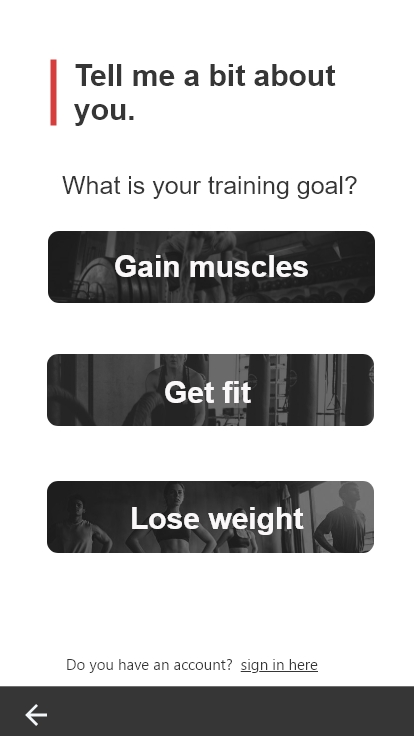 Tell me a bit about
you.
What is your training goal?
Gain muscles
Get fit
Lose weight
Do you have an account? sign in here